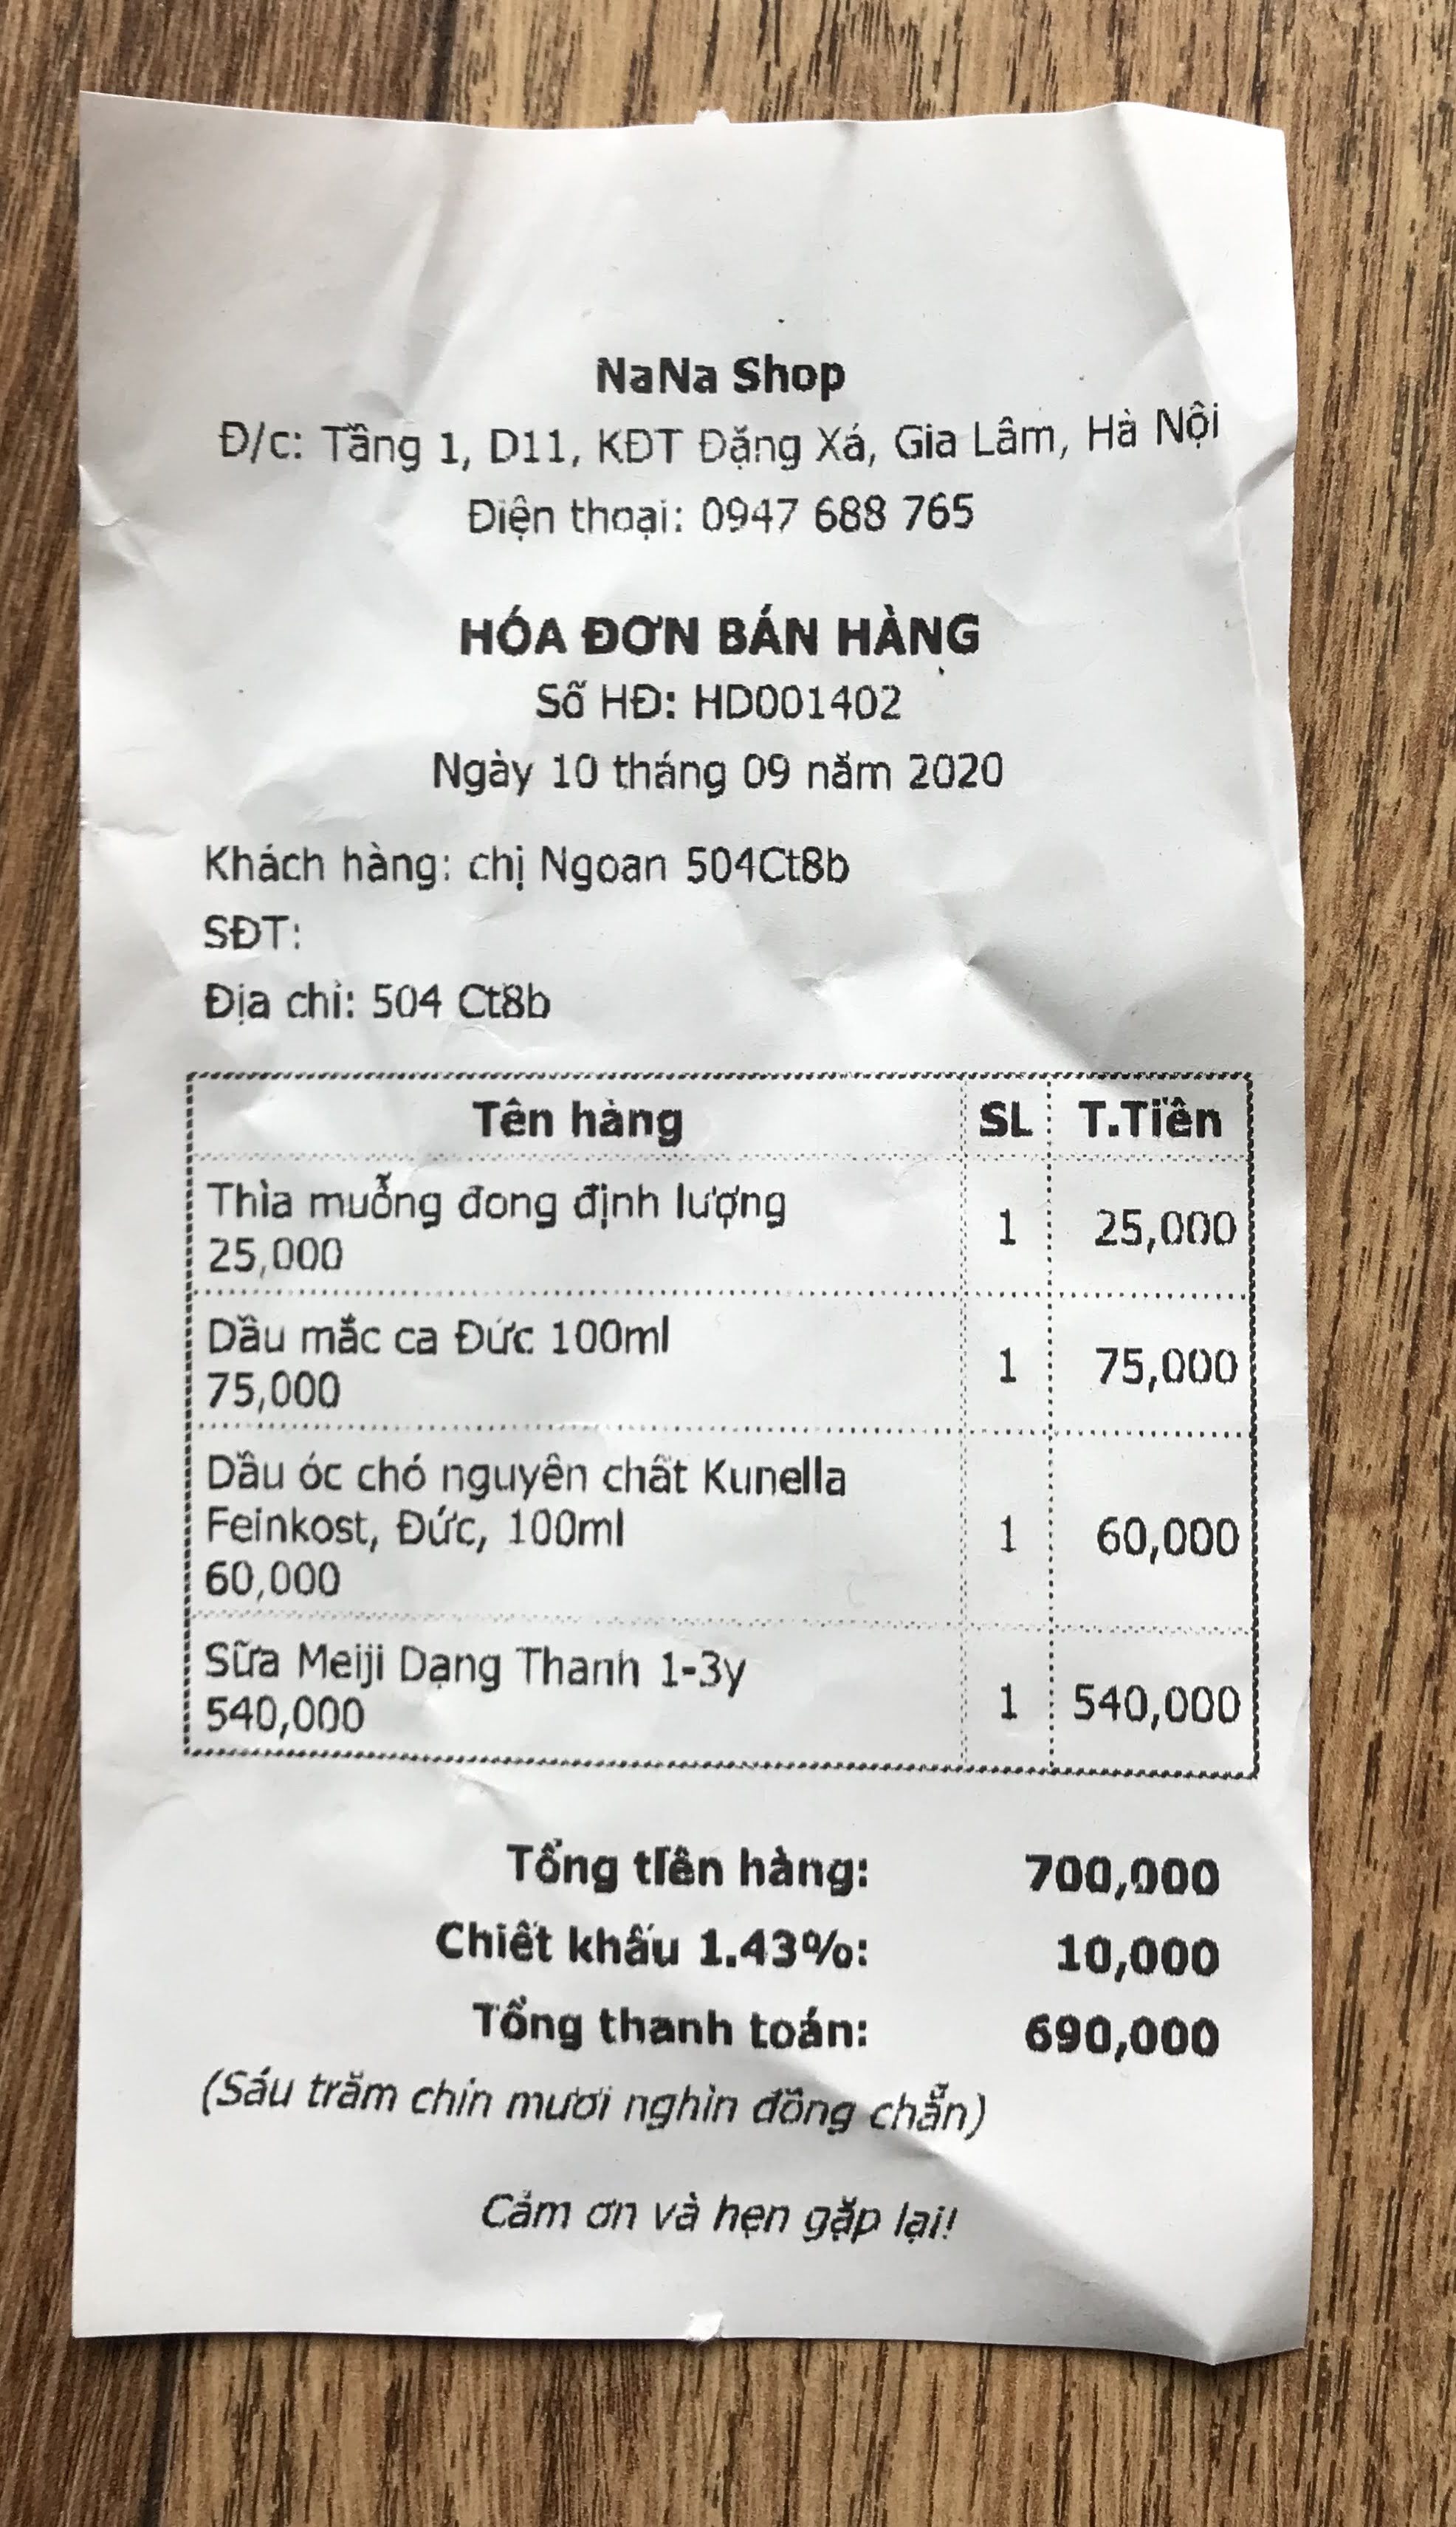 NaNa Shop
Đ/c: Tầng 1, D11, KĐT Đặng Xá, Gia Lâm, Hà Nội
Điện thoại: 0947 688 765
HÓA ĐƠN BÁN HÀNG
Số HĐ: HD001402
Ngày 10 tháng 09 năm 2020
Khách hàng: chị Ngoan 504Ct8b
SĐT:
Địa chỉ: 504 Ct8b
Tên hàng SL T.Tiền
Thìa muỗng đong định lượng
25,000 1 25,000
Dầu mắc ca Đức 100ml
75,000 1 75,000
Dầu óc chó nguyên chất Kunella
Feinkost, Đức, 100ml 1 60,000
60,000
Sữa Meiji Dạng Thanh 1-3y
540,000 1 540,000
Tổng tiền hàng: 700,000
Chiết khấu 1.43%: 10,000
Tổng thanh toán: 690,000
(Sáu trăm chín mươi nghìn đồng chẵn)
Cảm ơn và hẹn gặp lại!